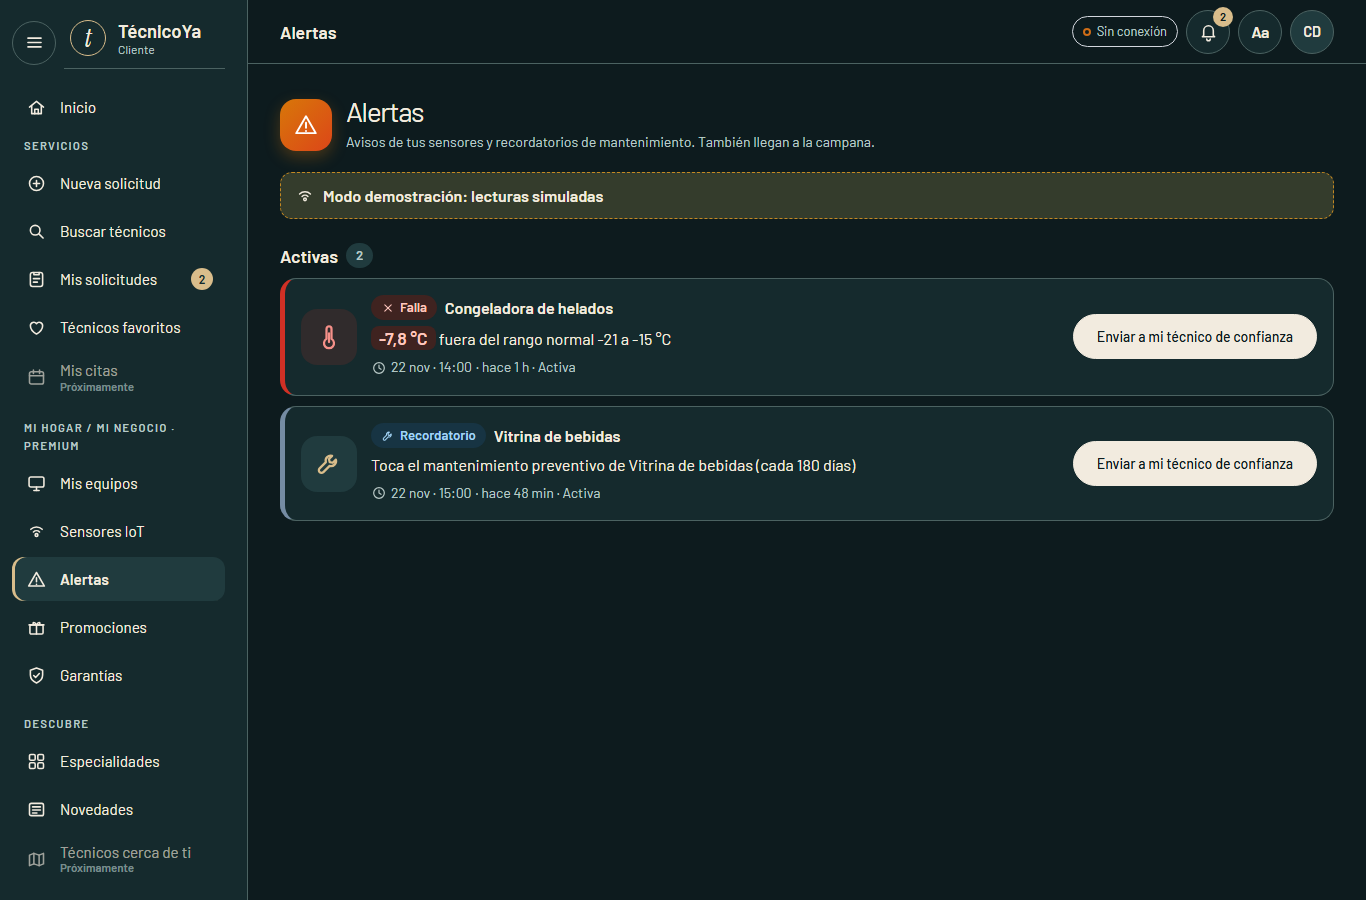 t TécnicoYa
Cliente
Inicio
SERVICIOS
Nueva solicitud
Buscar técnicos
Mis solicitudes 2
Técnicos favoritos
Mis citas
Próximamente
MI HOGAR / MI NEGOCIO ·
PREMIUM
Mis equipos
Sensores IoT
Alertas
Promociones
Garantías
DESCUBRE
Especialidades
Novedades
Técnicos cerca de ti
Próximamente
Alertas
Sin conexión
2
Aa
CD
Alertas
Avisos de tus sensores y recordatorios de mantenimiento. También llegan a la campana.
Modo demostración: lecturas simuladas
Activas 2
Falla Congeladora de helados
-7,8 °C fuera del rango normal -21 a -15 °C
22 nov · 14:00 · hace 1 h · Activa
Enviar a mi técnico de confianza
Recordatorio Vitrina de bebidas
Toca el mantenimiento preventivo de Vitrina de bebidas (cada 180 días)
22 nov · 15:00 · hace 48 min · Activa
Enviar a mi técnico de confianza